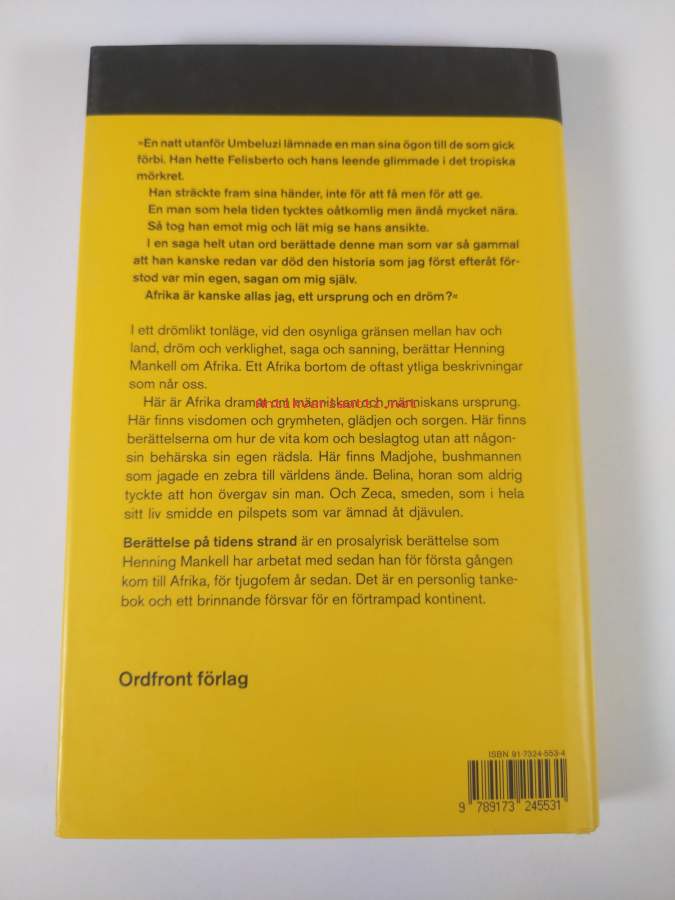 »En natt utanför Umbeluzi lämnade en man sina ögon till de som gick
förbi. Han hette Felisberto och hans leende glimmade i det tropiska
mörkret.
Han sträckte fram sina händer, inte för att få men för att ge.
En man som hela tiden tycktes oåtkomlig men ändå mycket nära.
Så tog han emot mig och lät mig se hans ansikte.
I en saga helt utan ord berättade denne man som var så gammal
att han kanske redan var död den historia som jag först efteråt för-
stod var min egen, sagan om mig själv.
Afrika är kanske allas jag, ett ursprung och en dröm?«
I ett drömlikt tonläge, vid den osynliga gränsen mellan hav och
land, dröm och verklighet, saga och sanning, berättar Henning
Mankell om Afrika. Ett Afrika bortom de oftast ytliga beskrivningar
som når oss.
Här är Afrika dramat om människan och människans ursprung.
Antikvariaatti.net
Här finns visdomen och grymheten, glädjen och sorgen. Här finns
berättelserna om hur de vita kom och beslagtog utan att någon-
sin behärska sin egen rädsla. Här finns Madjohe, bushmannen
som jagade en zebra till världens ände. Belina, horan som aldrig
tyckte att hon övergav sin man. Och Zeca, smeden, som i hela
sitt liv smidde en pilspets som var ämnad åt djävulen.
Berättelse på tidens strand är en prosalyrisk berättelse som
Henning Mankell har arbetat med sedan han för första gången
kom till Afrika, för tjugofem år sedan. Det är en personlig tanke-
bok och ett brinnande försvar för en förtrampad kontinent.
Ordfront förlag
ISBN 91-7324-553-4
9 789173 245531